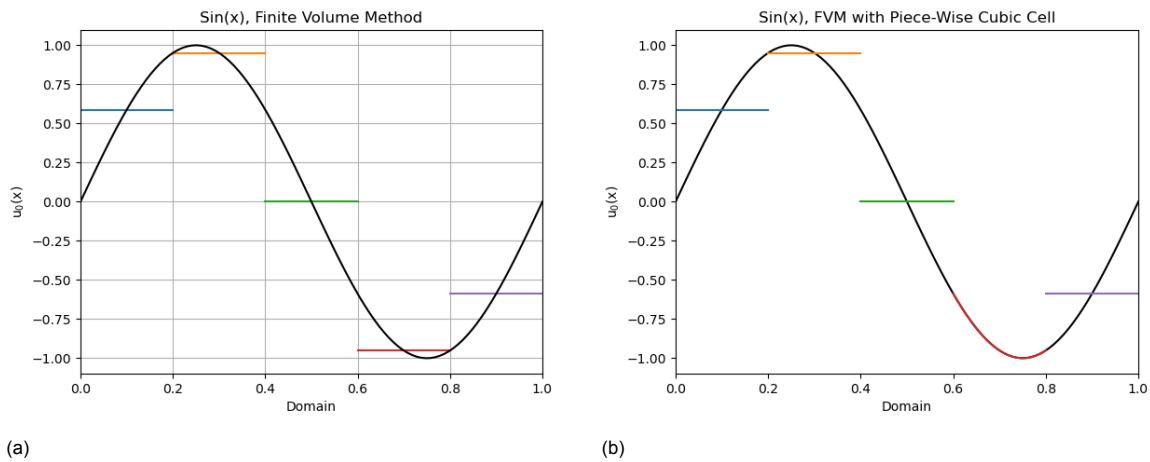 Sin(x), Finite Volume Method
1.00
0.75
0.50
0.25
0.00
−0.25
−0.50
−0.75
−1.00
u₀(x)
0.0 0.2 0.4 0.6 0.8 1.0
Domain
(a)
Sin(x), FVM with Piece-Wise Cubic Cell
1.00
0.75
0.50
0.25
0.00
−0.25
−0.50
−0.75
−1.00
u₀(x)
0.0 0.2 0.4 0.6 0.8 1.0
Domain
(b)